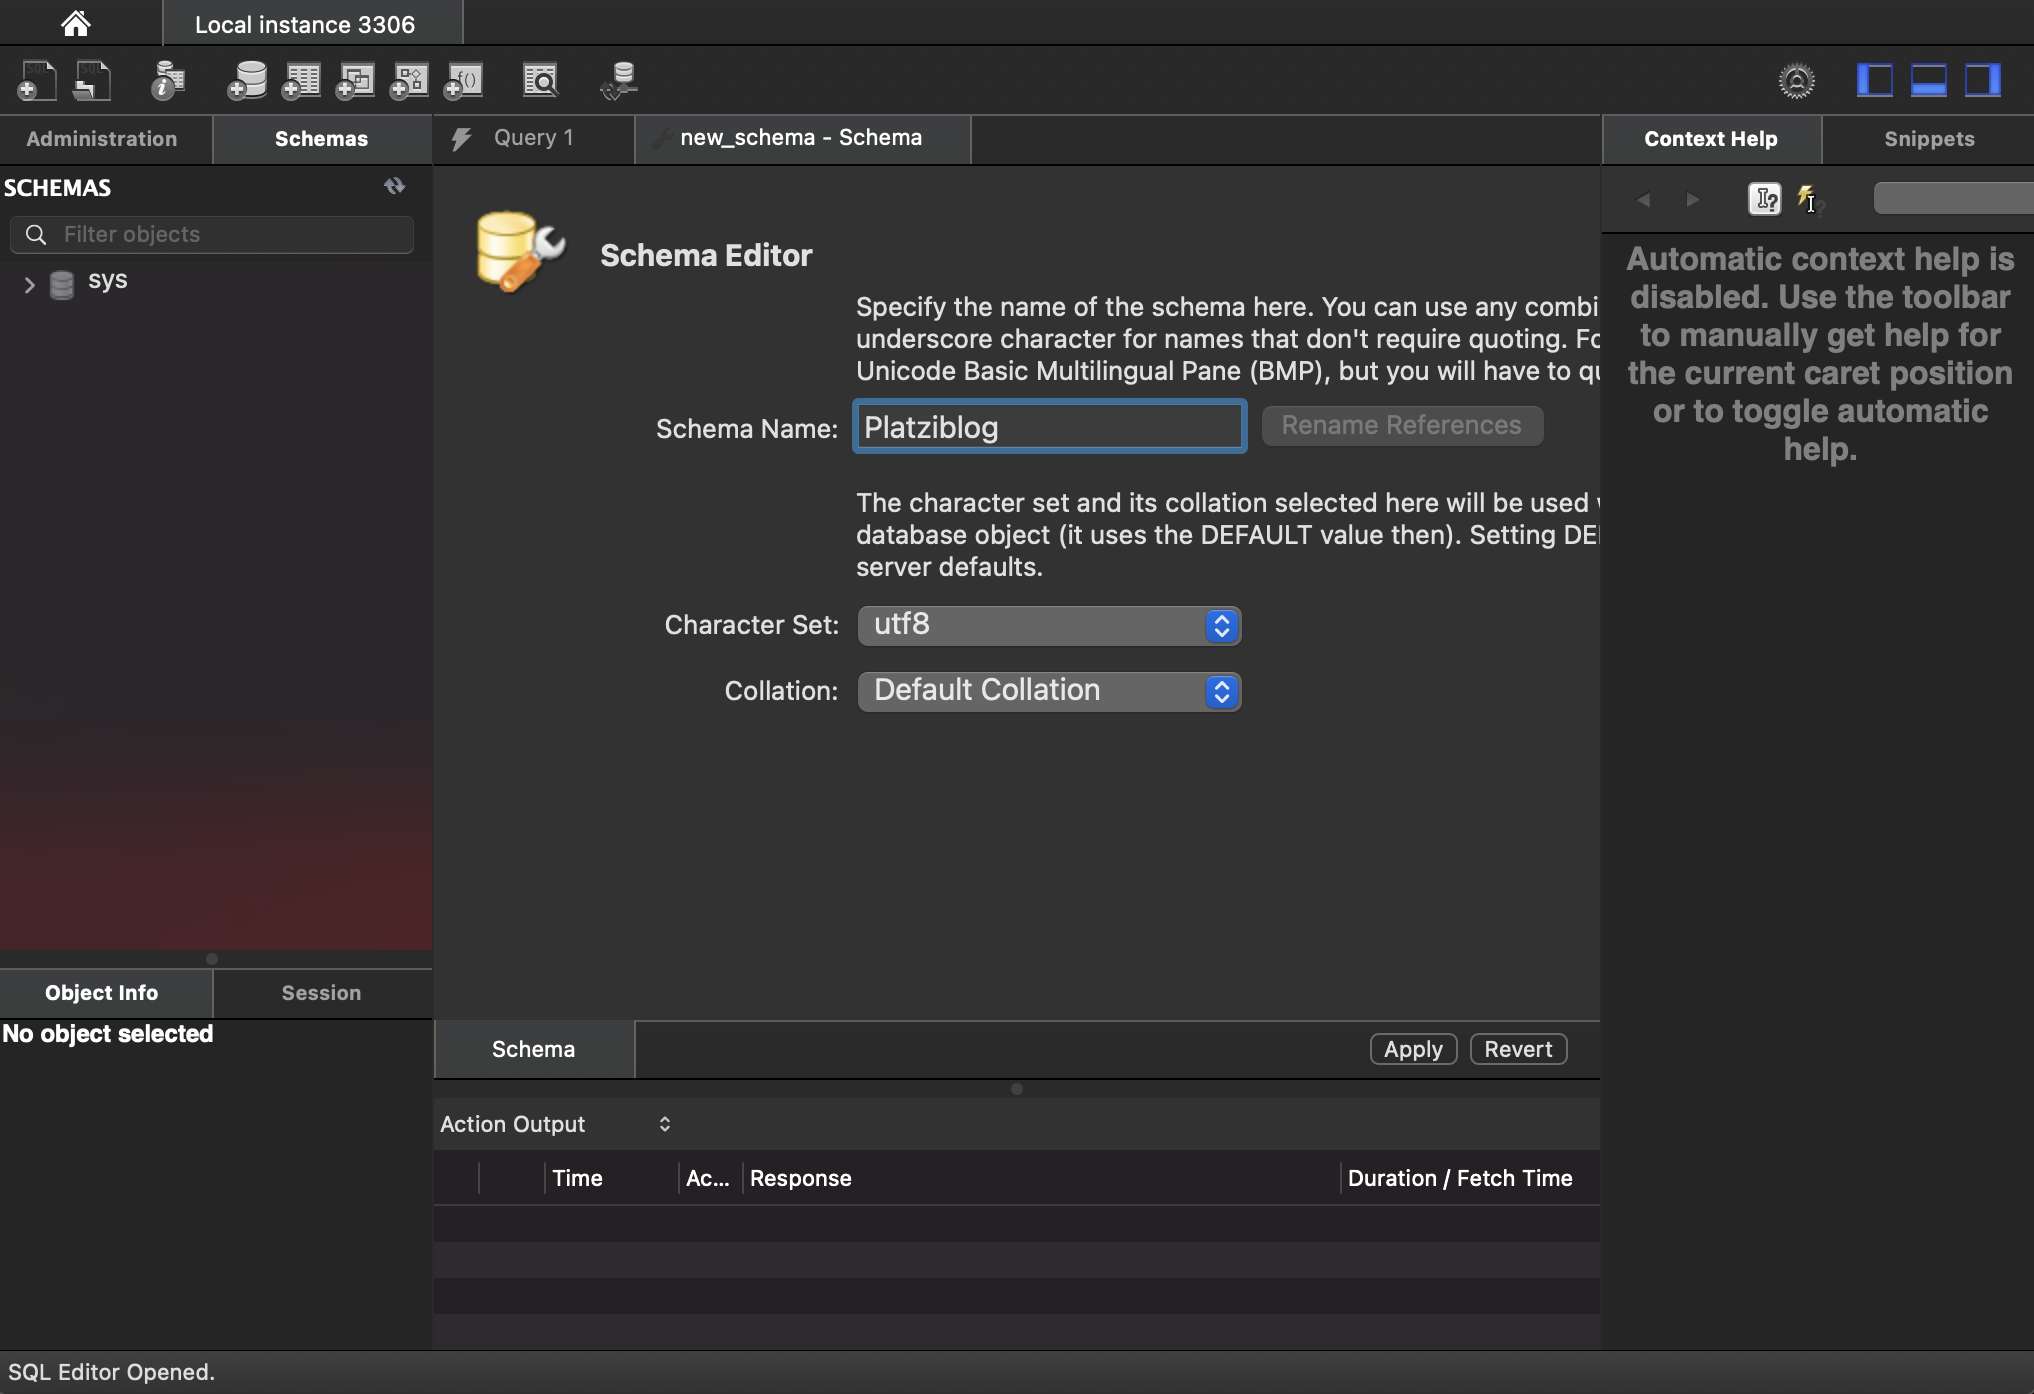 Local instance 3306
Administration
Schemas
Query 1
new_schema - Schema
Context Help
Snippets
SCHEMAS
Filter objects
sys
Schema Editor
Specify the name of the schema here. You can use any combi
underscore character for names that don't require quoting. Fo
Unicode Basic Multilingual Pane (BMP), but you will have to qu
Schema Name: Platziblog Rename References
The character set and its collation selected here will be used
database object (it uses the DEFAULT value then). Setting DE
server defaults.
Character Set: utf8
Collation: Default Collation
Automatic context help is
disabled. Use the toolbar
to manually get help for
the current caret position
or to toggle automatic
help.
Object Info
Session
No object selected
Schema
Apply
Revert
Action Output
Time Ac... Response Duration / Fetch Time
SQL Editor Opened.